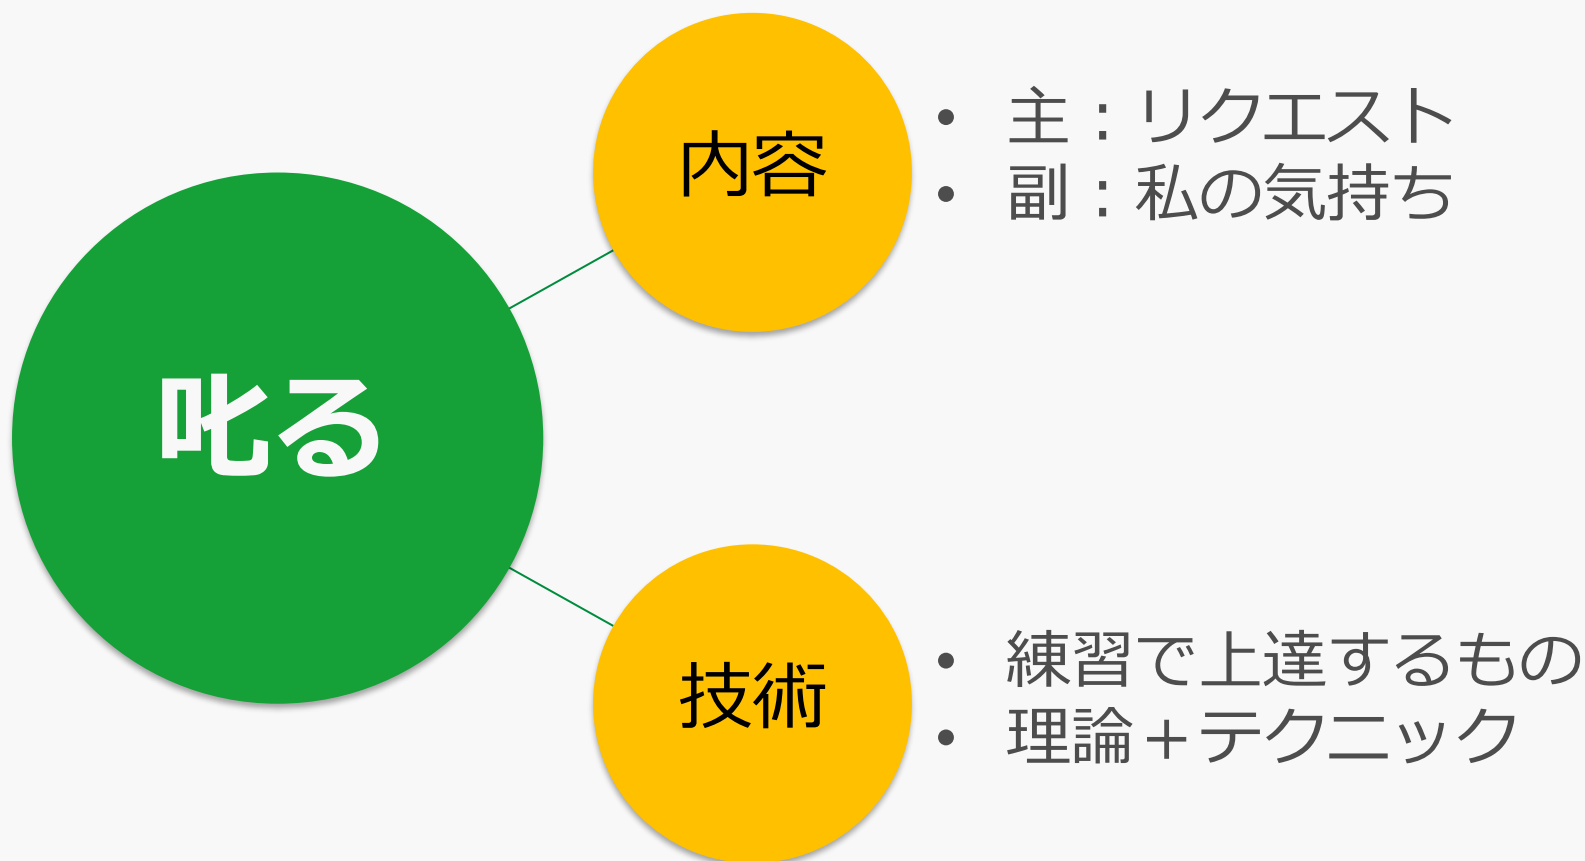 叱る
内容
• 主：リクエスト
• 副：私の気持ち
技術
• 練習で上達するもの
• 理論＋テクニック